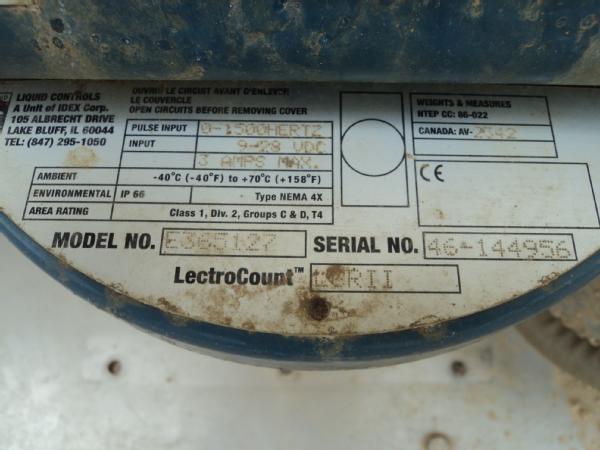 LIQUID CONTROLS
A Unit of IDEX Corp.
105 ALBRECHT DRIVE
LAKE BLUFF, IL 60044
TEL: (847) 295-1050
OUVRIR LE CIRCUIT AVANT D'ENLEVER
LE COUVERCLE
OPEN CIRCUITS BEFORE REMOVING COVER
PULSE INPUT 0-1500HERTZ
INPUT 9-28 VDC
3 AMPS MAX.
AMBIENT -40°C (-40°F) to +70°C (+158°F)
ENVIRONMENTAL IP 66 Type NEMA 4X
AREA RATING Class 1, Div. 2, Groups C & D, T4
WEIGHTS & MEASURES
NTEP CC: 86-022
CANADA: AV-2342
CE
MODEL NO. E365127 SERIAL NO. 46-144956
LectroCount™ LCRII